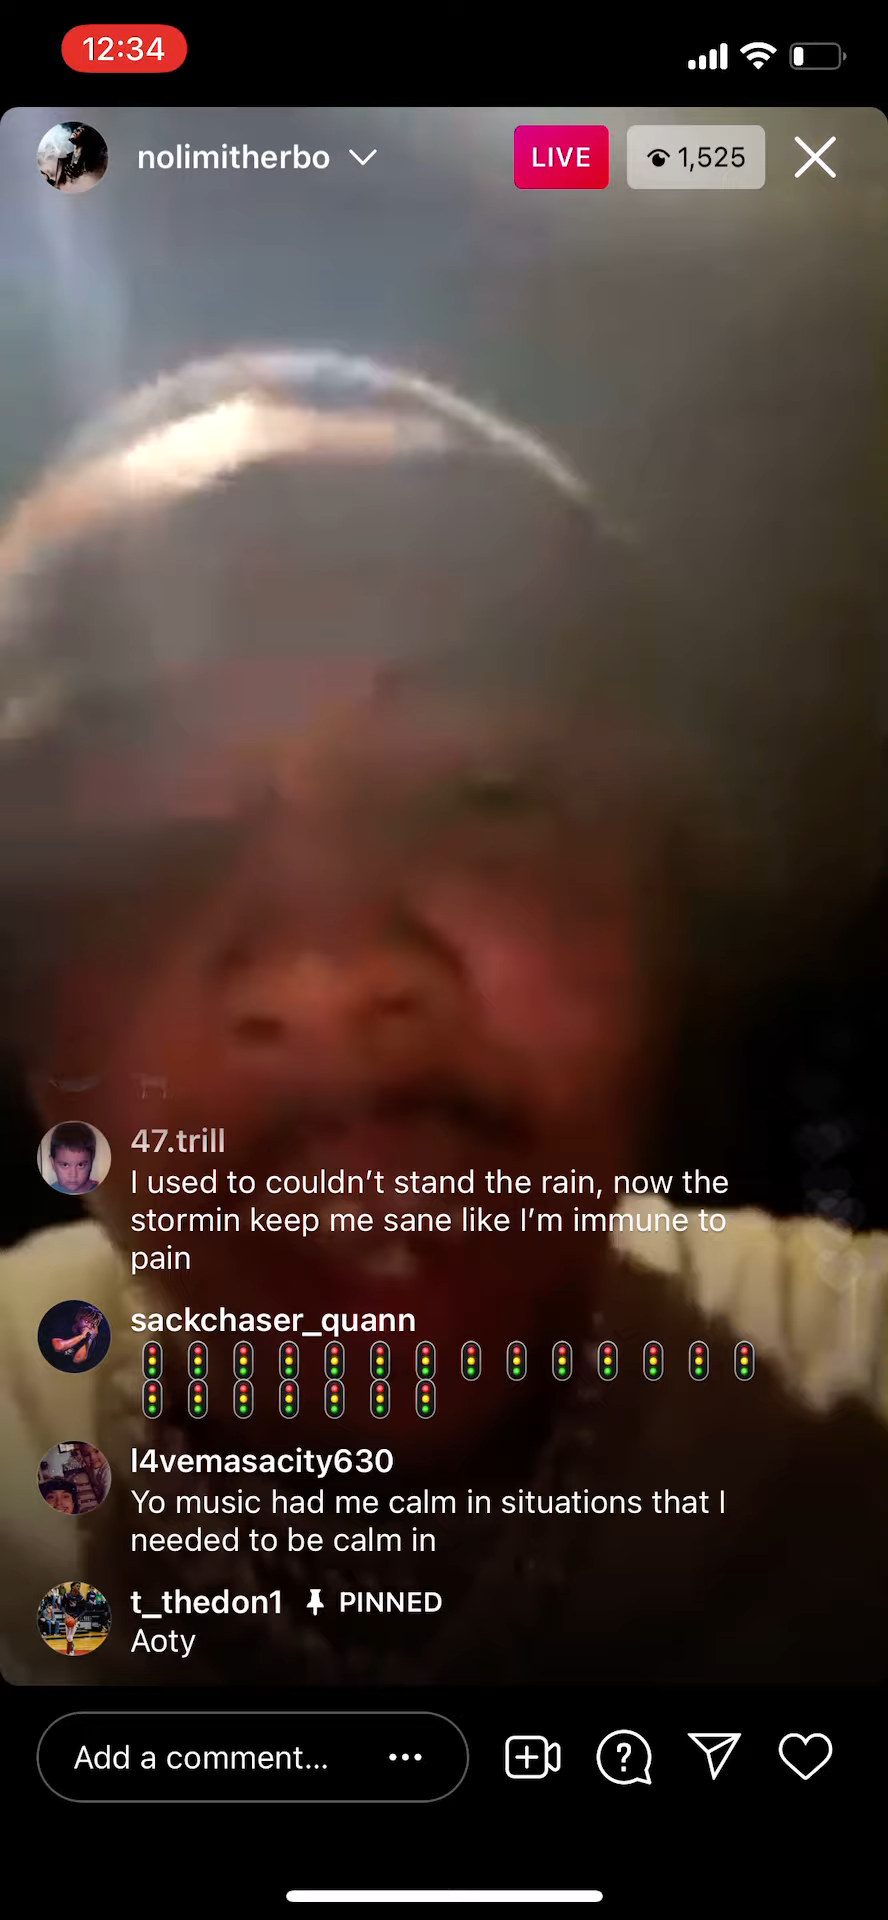 12:34
nolimitherbo
LIVE
1,525
47.trill
I used to couldn’t stand the rain, now the
stormin keep me sane like I’m immune to
pain
sackchaser_quann
🚦🚦🚦🚦🚦🚦🚦🚦🚦🚦🚦🚦🚦🚦
🚦🚦🚦🚦🚦🚦🚦
l4vemasacity630
Yo music had me calm in situations that I
needed to be calm in
t_thedon1 PINNED
Aoty
Add a comment...